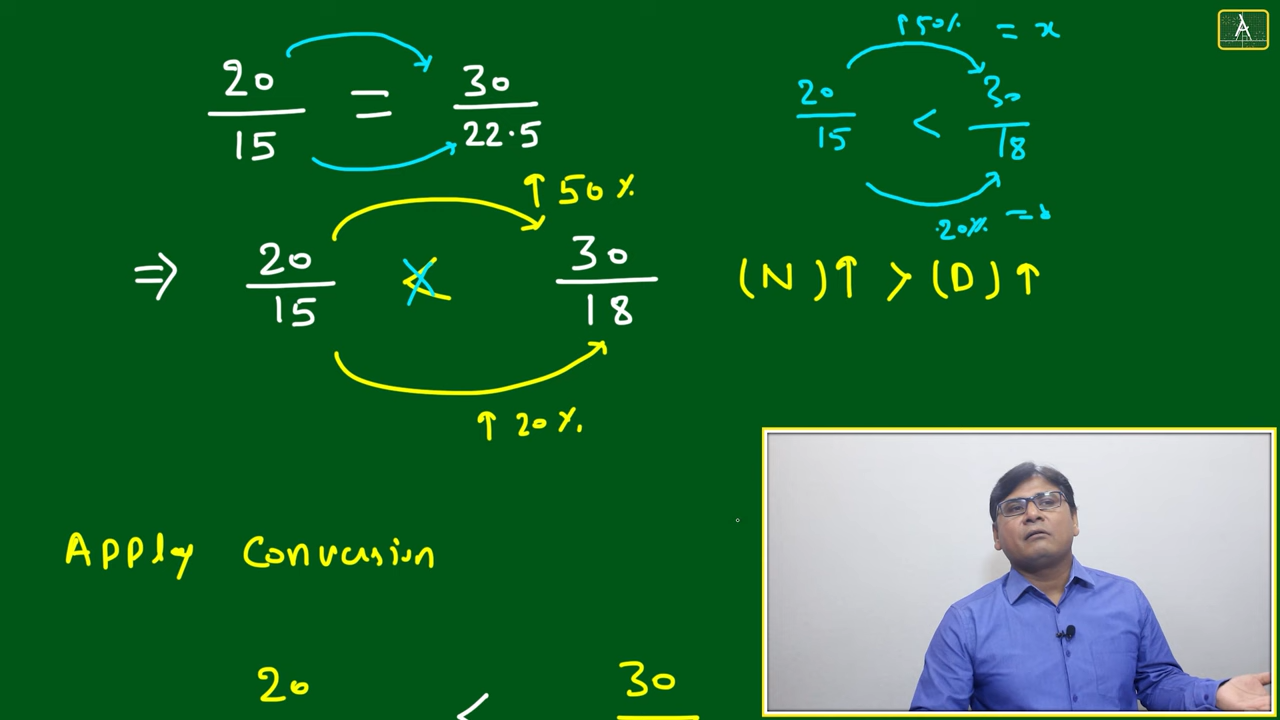 20/15 = 30/22.5
↑50% = x
20/15 < 30/18
20%
↑50%
⇒ 20/15 < 30/18 (N)↑ > (D)↑
↑20%
Apply Conversion
20 < 30
A